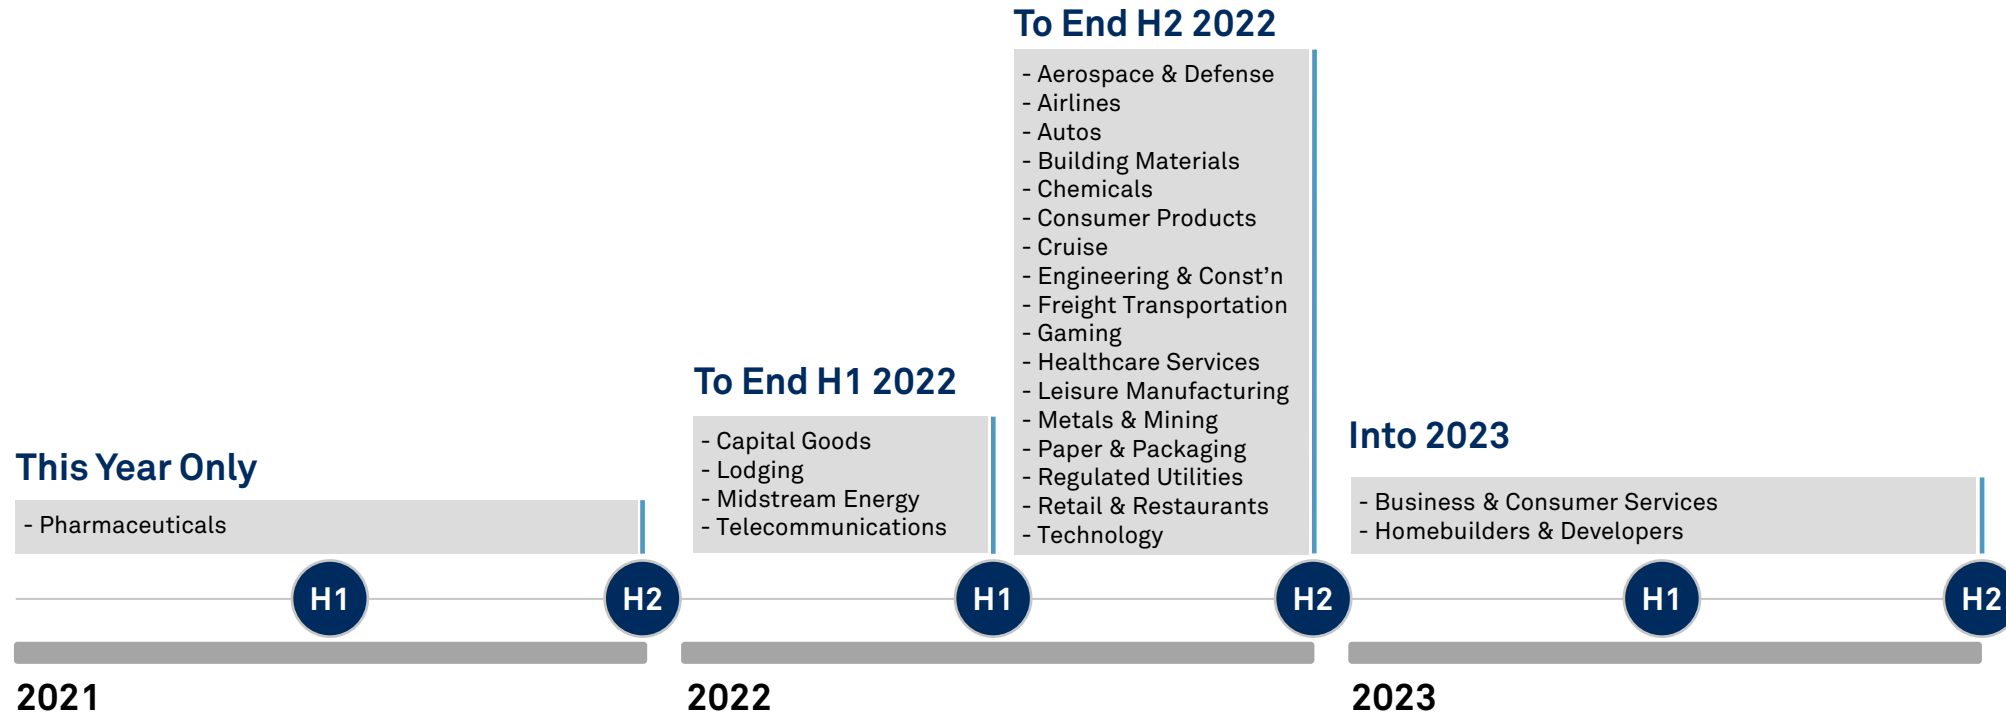 This Year Only
- Pharmaceuticals
To End H1 2022
- Capital Goods
- Lodging
- Midstream Energy
- Telecommunications
To End H2 2022
- Aerospace & Defense
- Airlines
- Autos
- Building Materials
- Chemicals
- Consumer Products
- Cruise
- Engineering & Const'n
- Freight Transportation
- Gaming
- Healthcare Services
- Leisure Manufacturing
- Metals & Mining
- Paper & Packaging
- Regulated Utilities
- Retail & Restaurants
- Technology
Into 2023
- Business & Consumer Services
- Homebuilders & Developers
H1
H2
H1
H2
H1
H2
2021
2022
2023